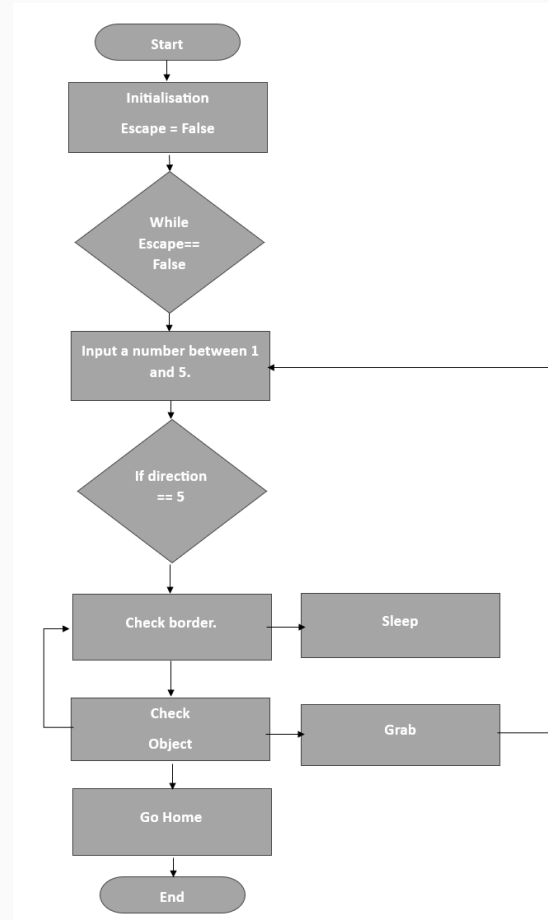 Start
Initialisation
Escape = False
While
Escape==
False
Input a number between 1
and 5.
If direction
== 5
Check border.
Sleep
Check
Object
Grab
Go Home
End